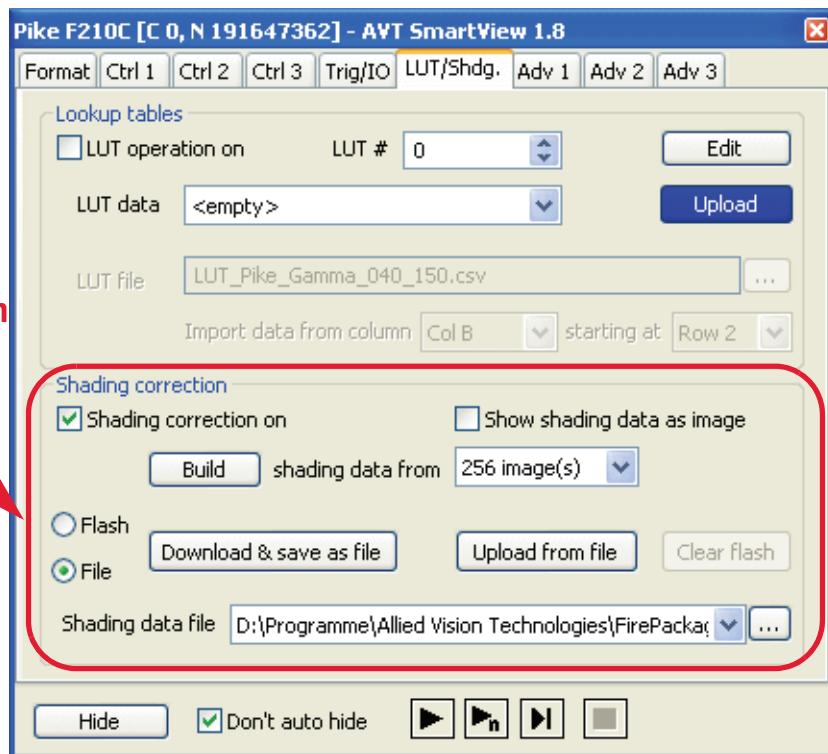 Pike F210C [C 0, N 191647362] - AVT SmartView 1.8
Format Ctrl 1 Ctrl 2 Ctrl 3 Trig/IO LUT/Shdg. Adv 1 Adv 2 Adv 3
Lookup tables
LUT operation on LUT # 0 Edit
LUT data <empty> Upload
LUT file LUT_Pike_Gamma_040_150.csv ...
Import data from column Col B starting at Row 2
Shading correction
Shading correction on Show shading data as image
Build shading data from 256 image(s)
Flash
Download & save as file Upload from file Clear flash
File
Shading data file D:\Programme\Allied Vision Technologies\FirePackag ...
Hide Don't auto hide n